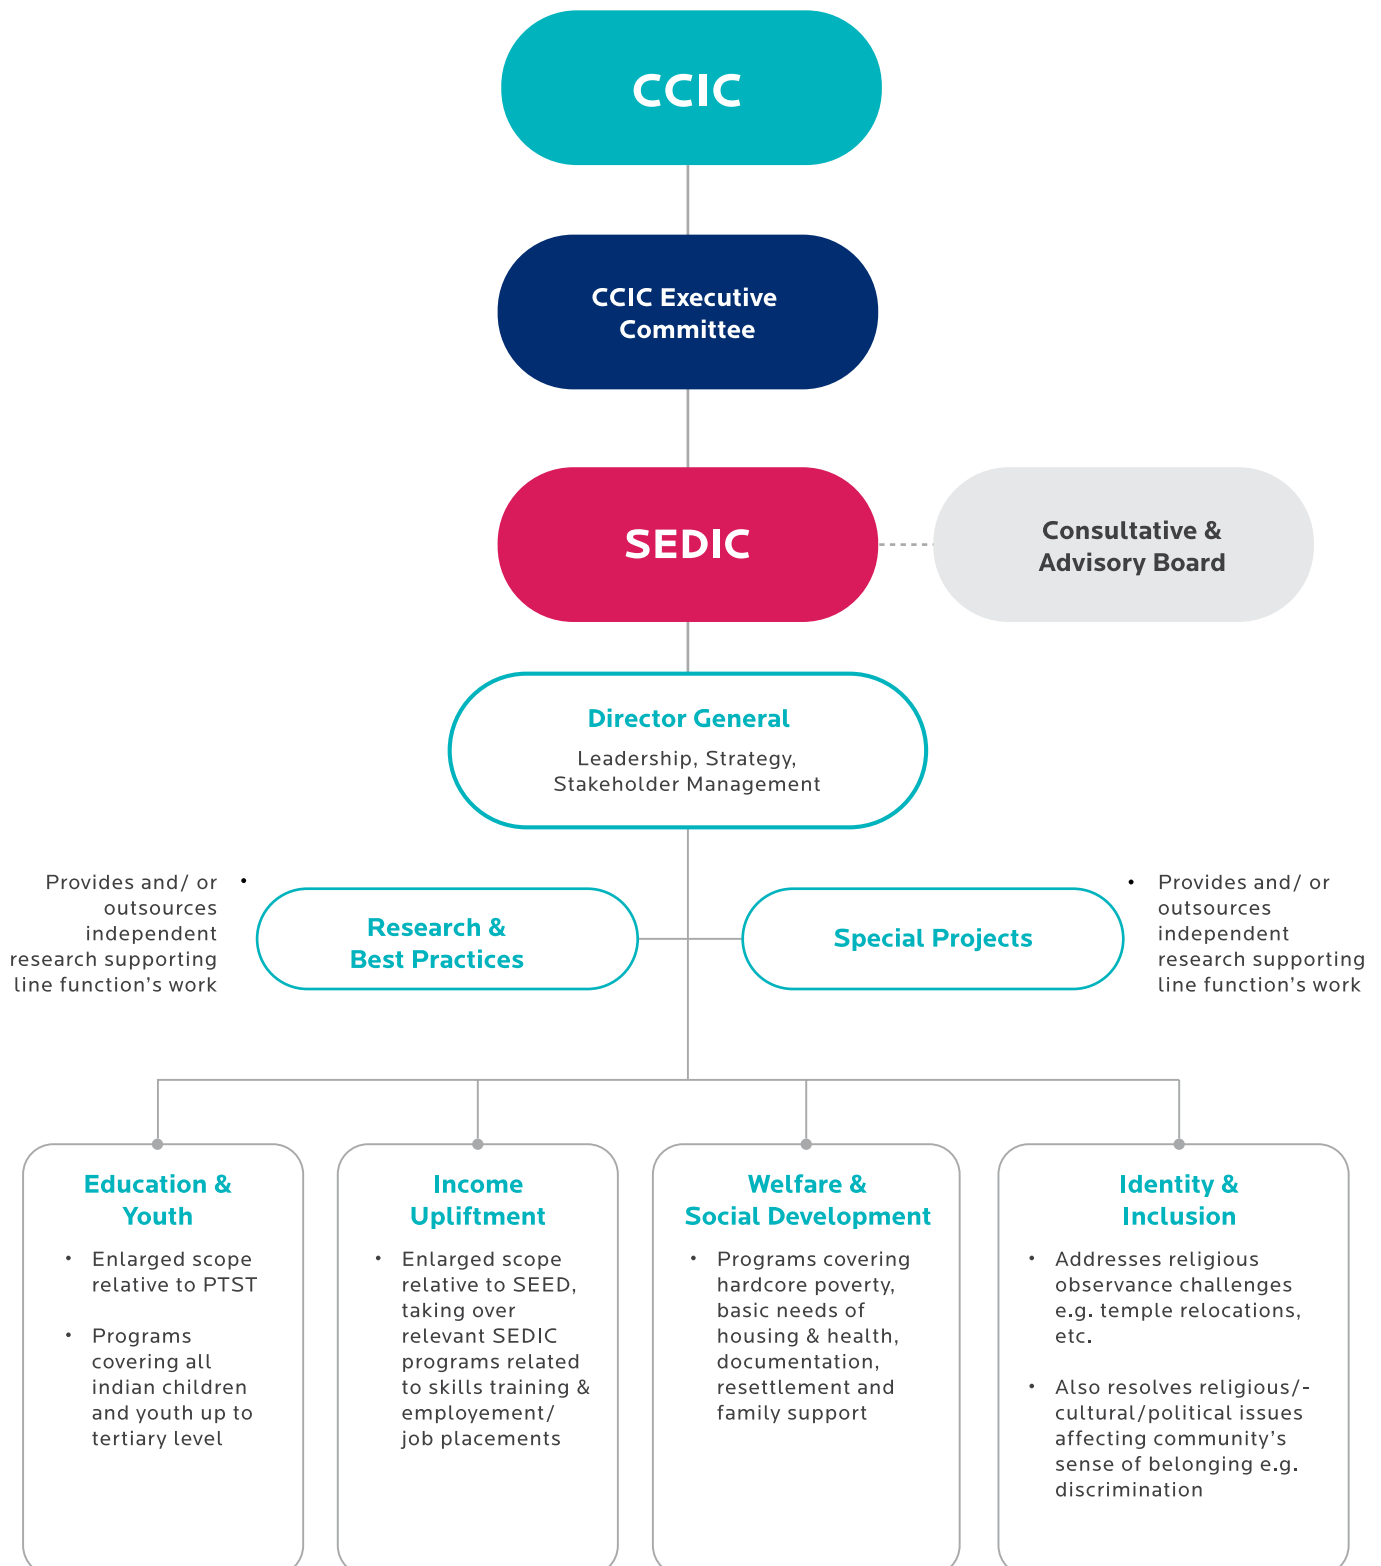 CCIC
CCIC Executive
Committee
SEDIC
Consultative &
Advisory Board
Director General
Leadership, Strategy,
Stakeholder Management
Provides and/ or •
outsources
independent
research supporting
line function's work
Research &
Best Practices
Special Projects
• Provides and/ or
outsources
independent
research supporting
line function's work
Education &
Youth
• Enlarged scope
relative to PTST
• Programs
covering all
indian children
and youth up to
tertiary level
Income
Upliftment
• Enlarged scope
relative to SEED,
taking over
relevant SEDIC
programs related
to skills training &
employement/
job placements
Welfare &
Social Development
• Programs covering
hardcore poverty,
basic needs of
housing & health,
documentation,
resettlement and
family support
Identity &
Inclusion
• Addresses religious
observance challenges
e.g. temple relocations,
etc.
• Also resolves religious/-
cultural/political issues
affecting community's
sense of belonging e.g.
discrimination